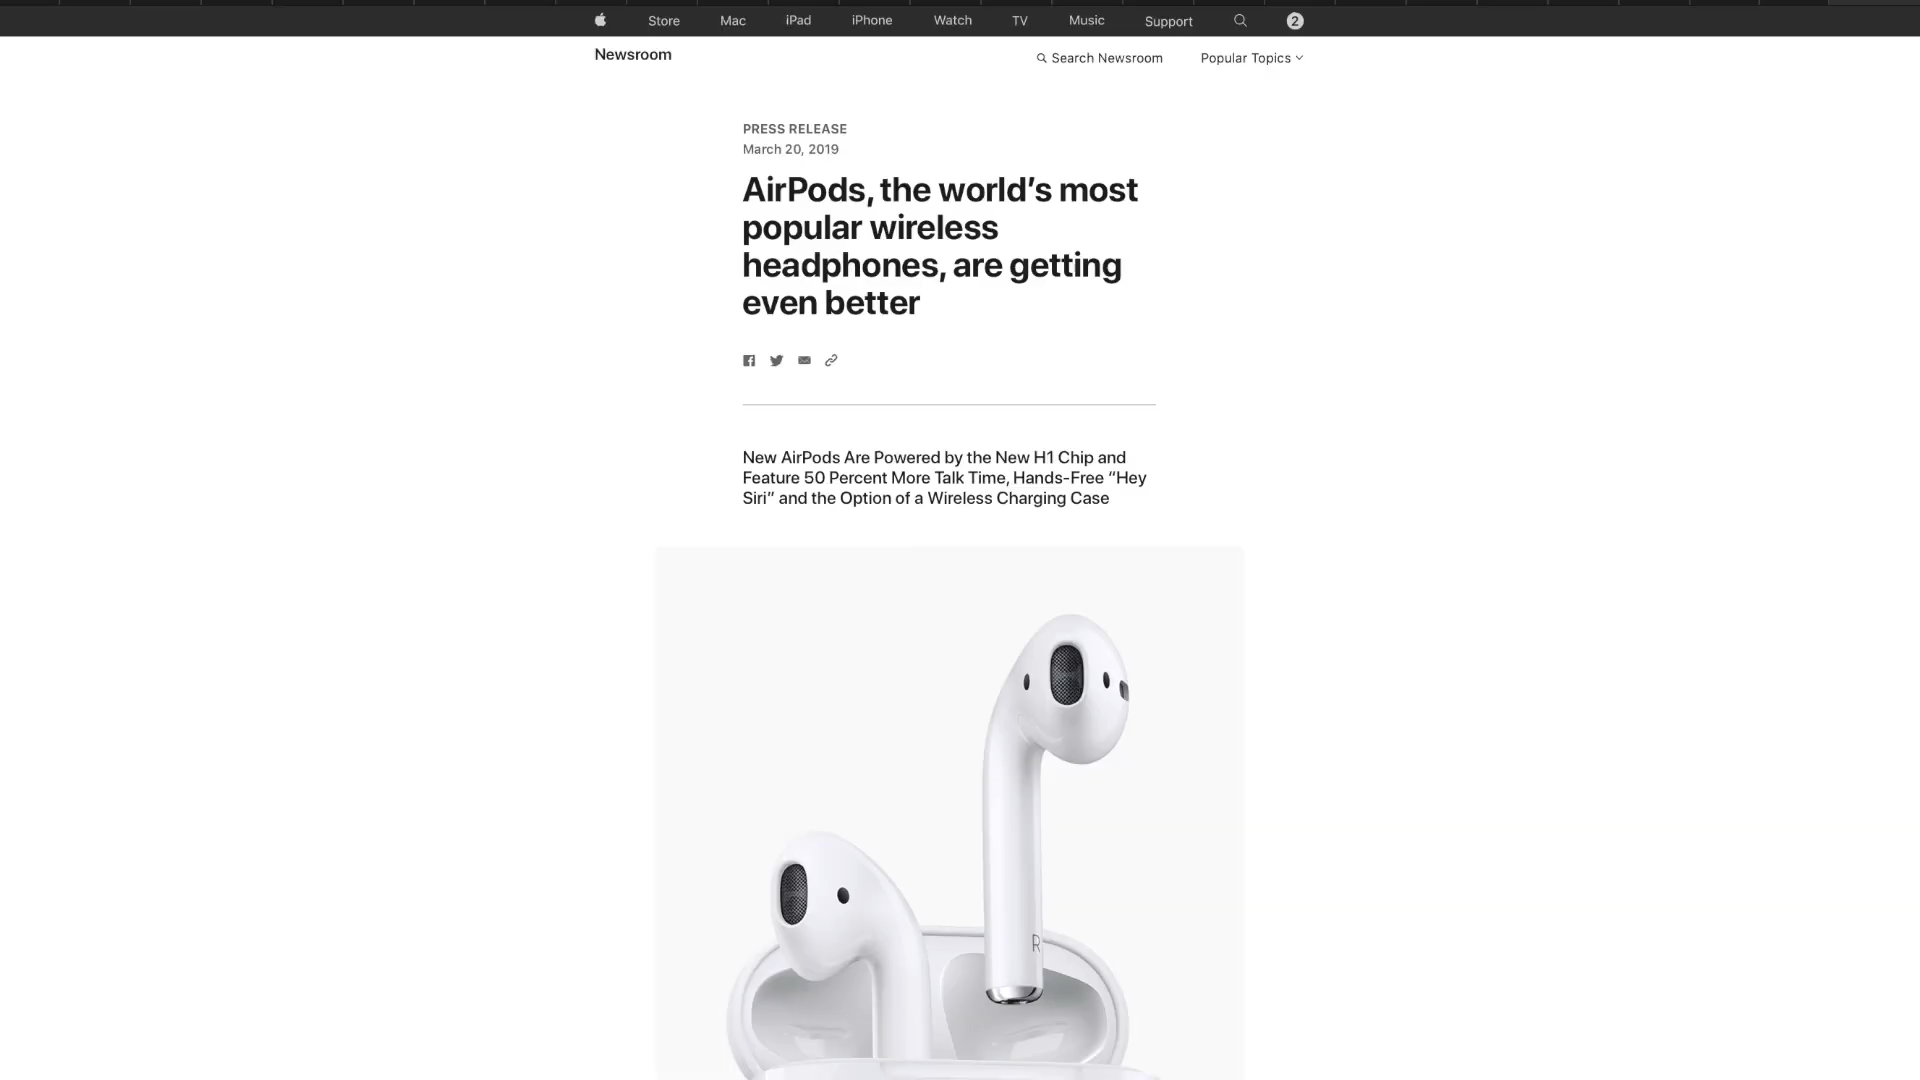 Store Mac iPad iPhone Watch TV Music Support 2
Newsroom Search Newsroom Popular Topics
PRESS RELEASE
March 20, 2019
AirPods, the world’s most
popular wireless
headphones, are getting
even better
New AirPods Are Powered by the New H1 Chip and
Feature 50 Percent More Talk Time, Hands-Free “Hey
Siri” and the Option of a Wireless Charging Case
R